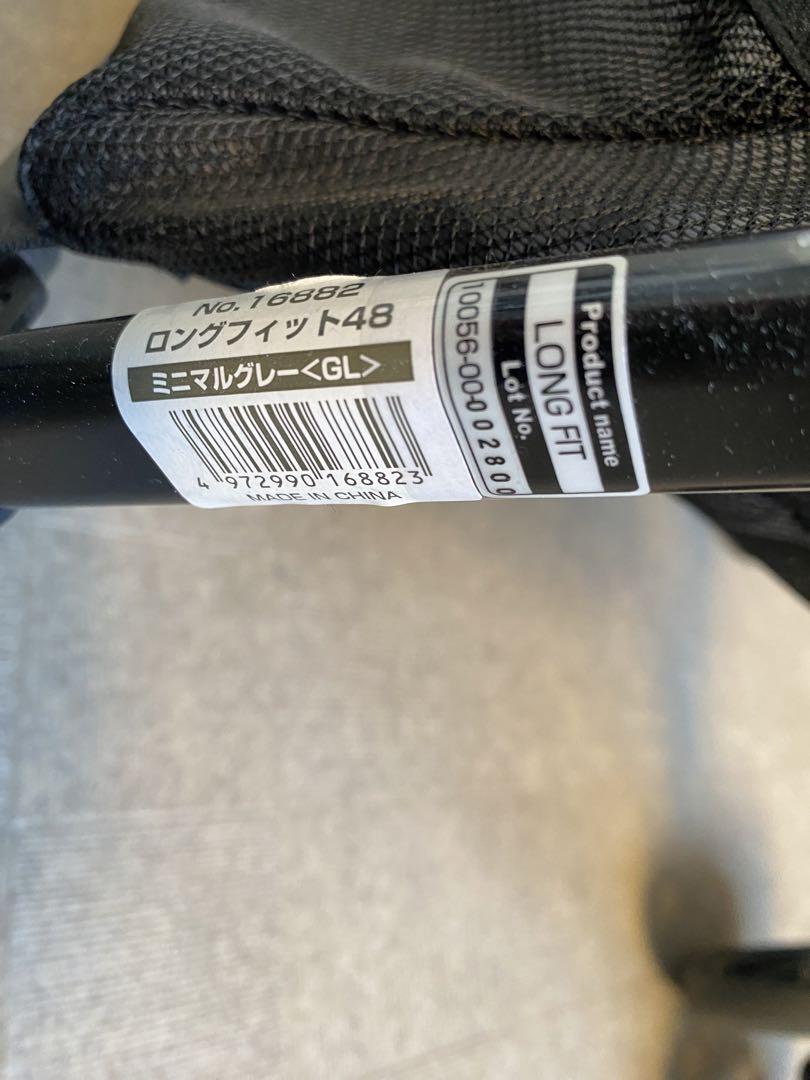 No.16882
ロングフィット48
ミニマルグレー<GL>
4 972990 168823
MADE IN CHINA
Product name
LONG FIT
Lot No.
10056-00-002800